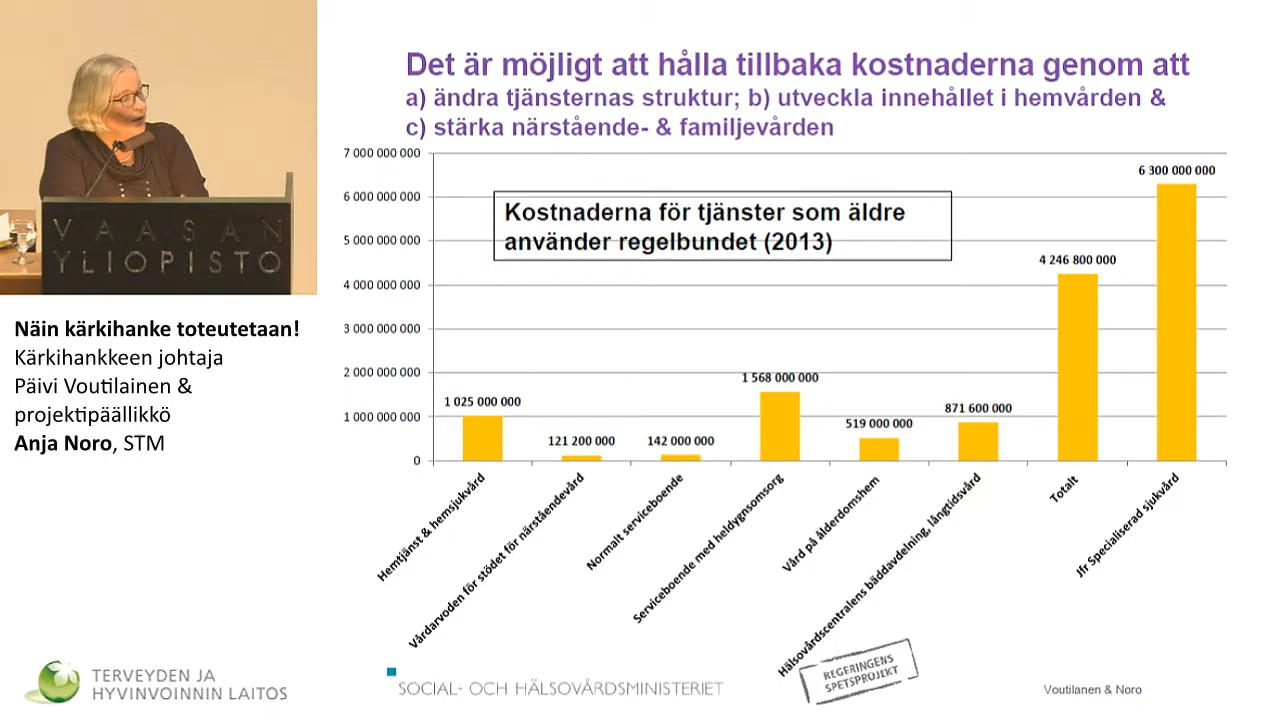 Det är möjligt att hålla tillbaka kostnaderna genom att
a) ändra tjänsternas struktur; b) utveckla innehållet i hemvården &
c) stärka närstående- & familjevården
Kostnaderna för tjänster som äldre
använder regelbundet (2013)
7 000 000 000
6 000 000 000
5 000 000 000
4 000 000 000
3 000 000 000
2 000 000 000
1 000 000 000
0
1 025 000 000
121 200 000
142 000 000
1 568 000 000
519 000 000
871 600 000
4 246 800 000
6 300 000 000
Hemtjänst & hemsjukvård
Vårdarvoden för stödet för närståendevård
Normalt serviceboende
Serviceboende med heldygnsomsorg
Vård på ålderdomshem
Hälsovårdscentralens bäddavdelning, långtidsvård
Totalt
Jfr Specialiserad sjukvård
VAASAN
YLIOPISTO
Näin kärkihanke toteutetaan!
Kärkihankkeen johtaja
Päivi Voutilainen &
projektipäällikkö
Anja Noro, STM
TERVEYDEN JA
HYVINVOINNIN LAITOS
SOCIAL- OCH HÄLSOVÅRDSMINISTERIET
REGERINGENS
SPETSPROJEKT
Voutilanen & Noro